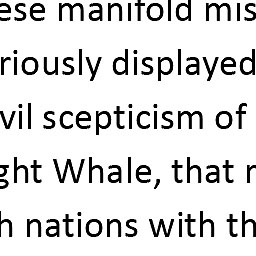 ese manifold mis
riously displayed
vil scepticism of
ght Whale, that
h nations with th